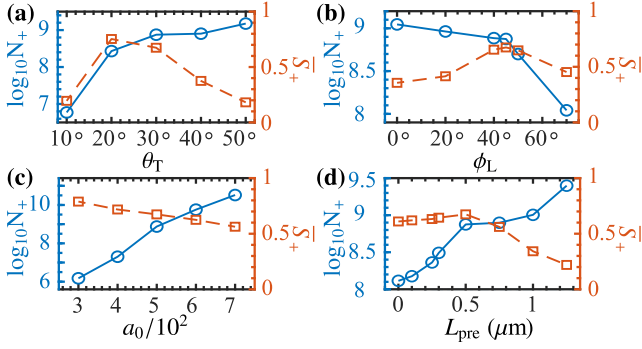 (a)
log₁₀N₊
9
8
7
1
0.5
0
S̅₊
10° 20° 30° 40° 50°
θ_T
(b)
log₁₀N₊
9
8.5
8
1
0.5
0
S̅₊
0° 20° 40° 60°
ϕ_L
(c)
log₁₀N₊
10
8
6
1
0.5
0
S̅₊
3 4 5 6 7
a₀/10²
(d)
log₁₀N₊
9.5
9
8.5
8
1
0.5
0
S̅₊
0 0.5 1
L_pre (μm)